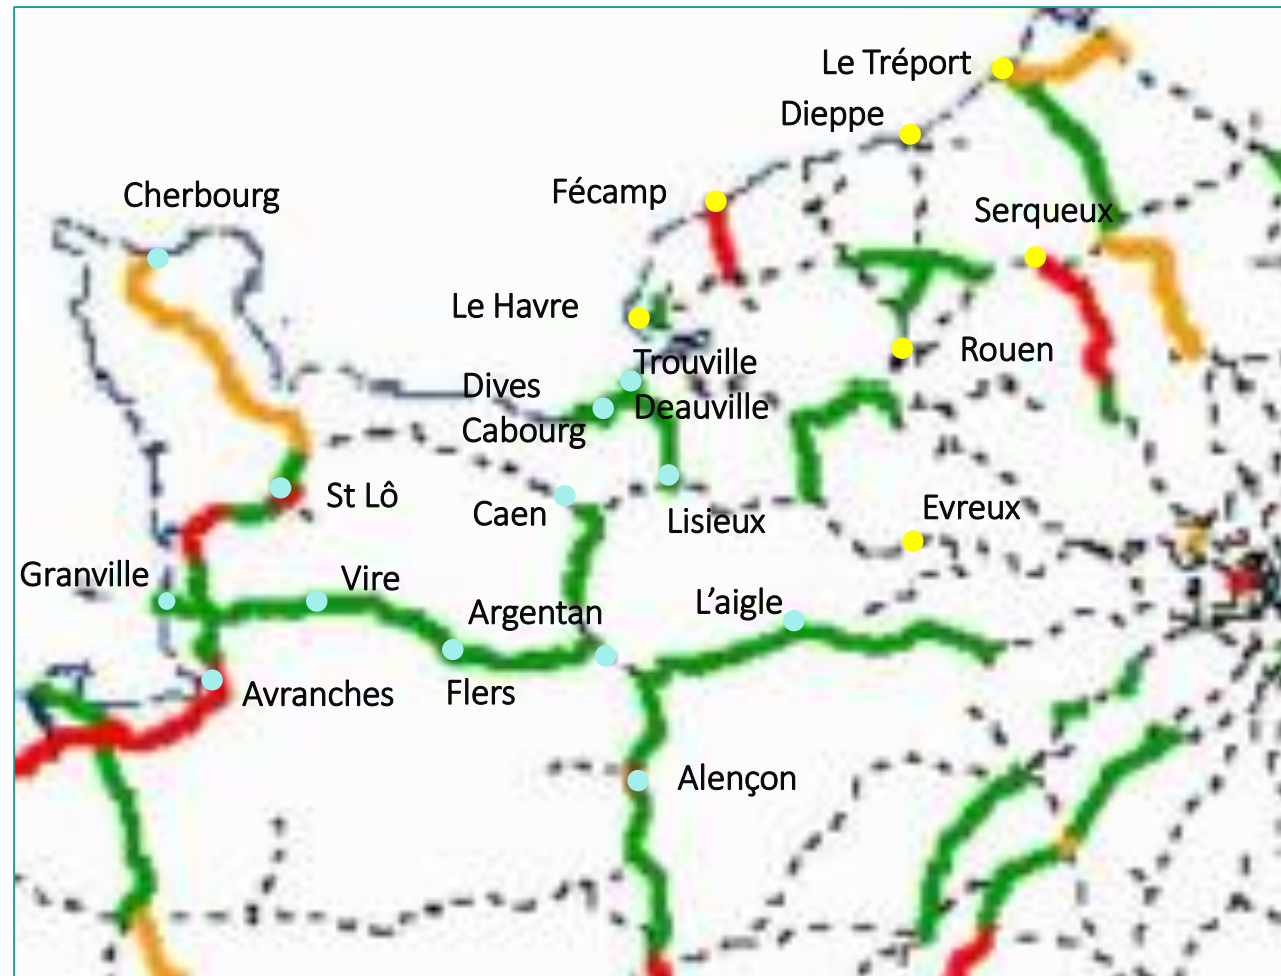 Le Tréport
Dieppe
Cherbourg
Fécamp
Serqueux
Le Havre
Trouville
Rouen
Dives
Deauville
Cabourg
St Lô
Caen
Lisieux
Evreux
Granville
Vire
Argentan
L’aigle
Avranches
Flers
Alençon